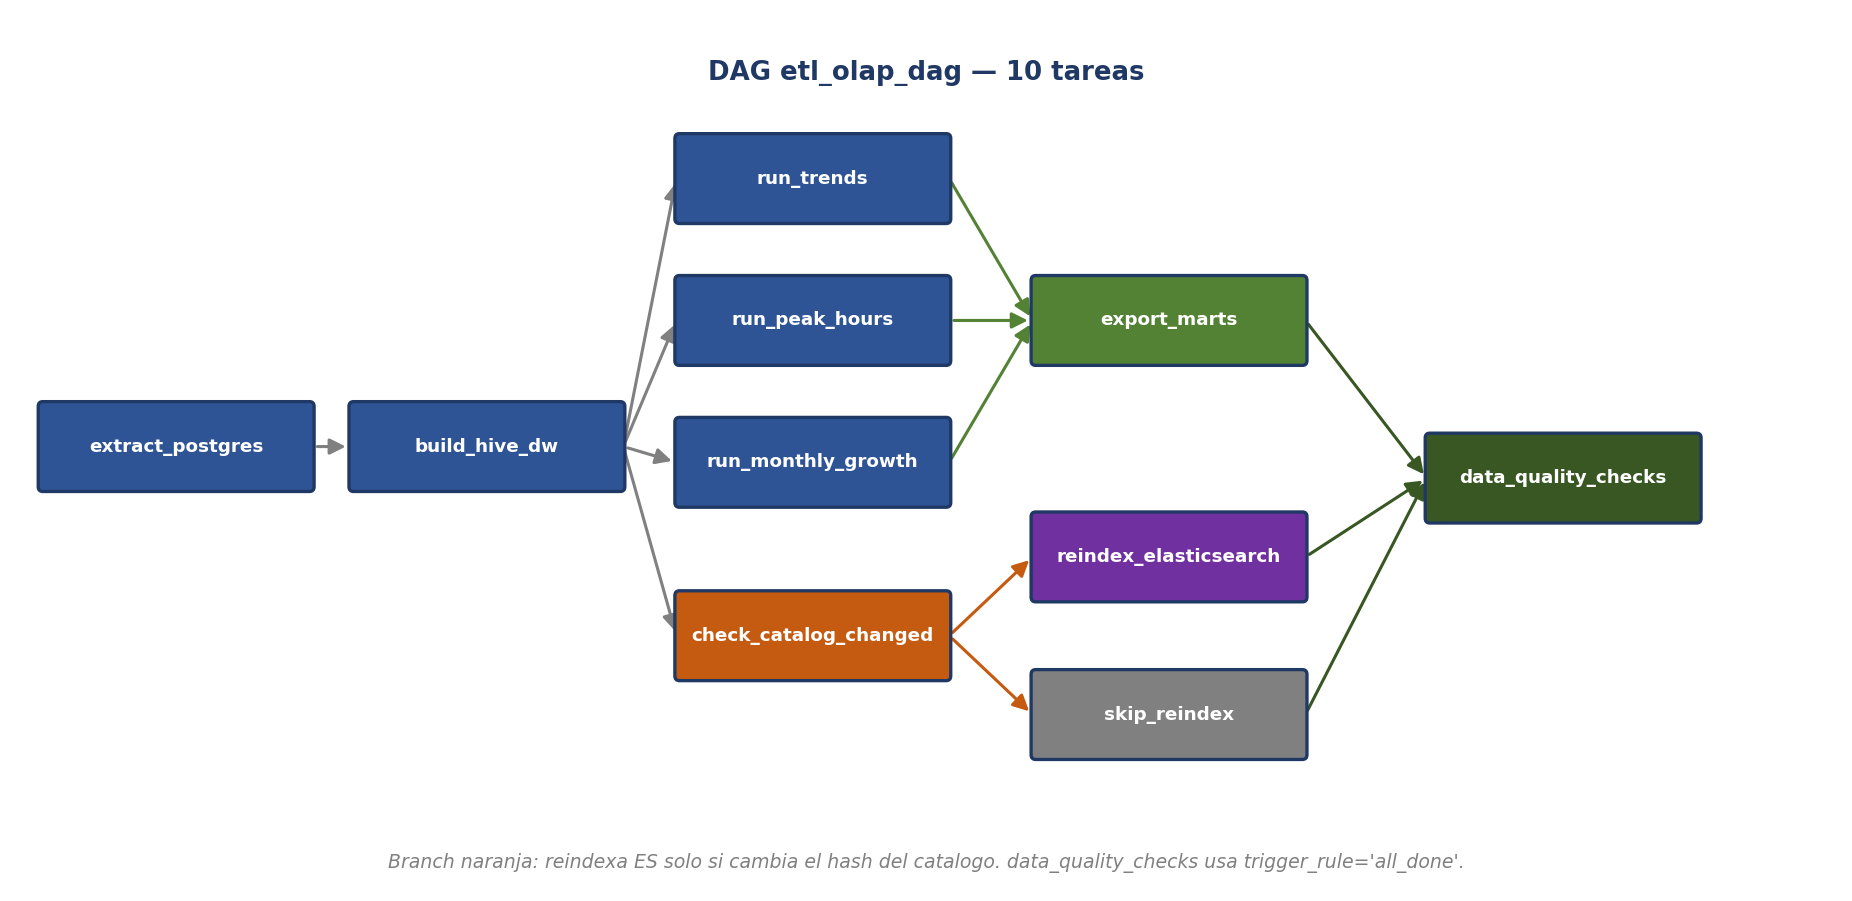 DAG etl_olap_dag — 10 tareas
run_trends
run_peak_hours
export_marts
extract_postgres
build_hive_dw
run_monthly_growth
data_quality_checks
reindex_elasticsearch
check_catalog_changed
skip_reindex
Branch naranja: reindexa ES solo si cambia el hash del catalogo. data_quality_checks usa trigger_rule='all_done'.